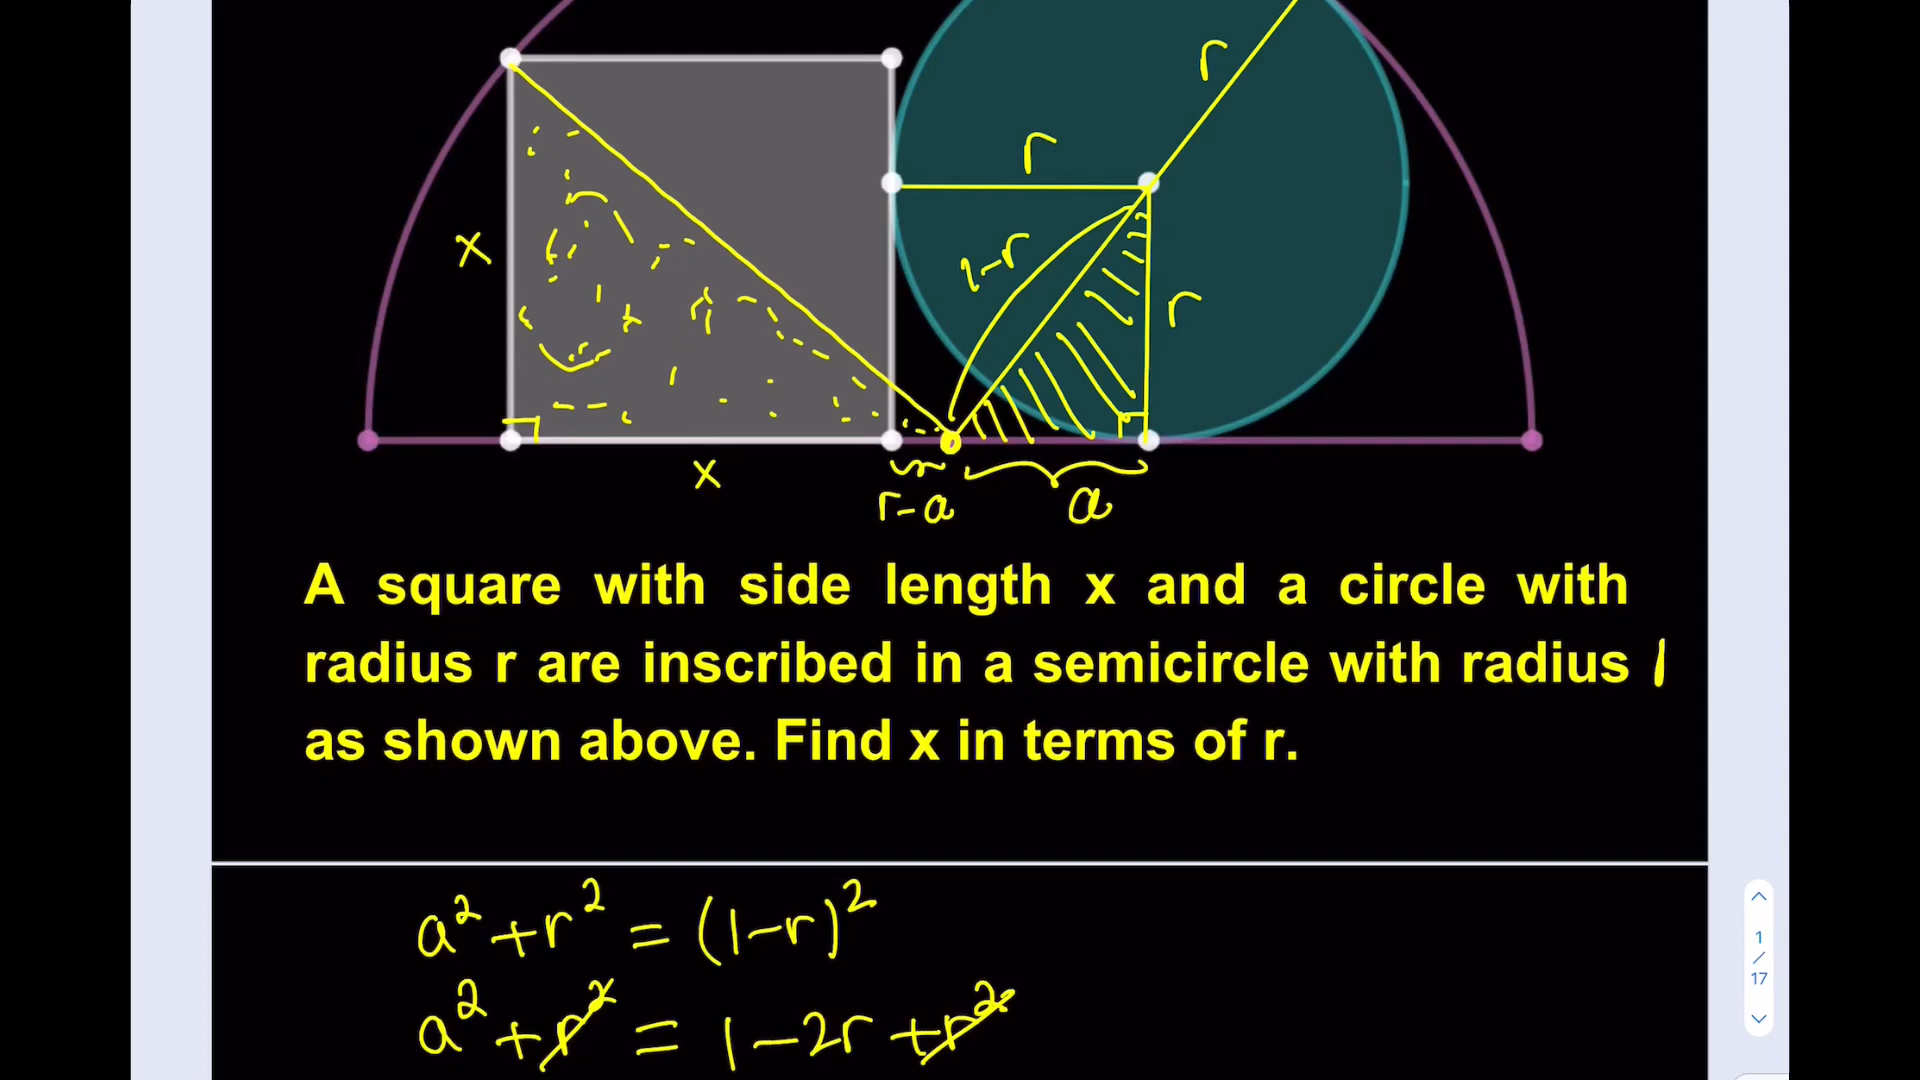 r
r
x
1-r
r
x
r-a
a
A square with side length x and a circle with
radius r are inscribed in a semicircle with radius 1
as shown above. Find x in terms of r.
a² + r² = (1-r)²
a² + r² = 1 - 2r + r²
1
/
17